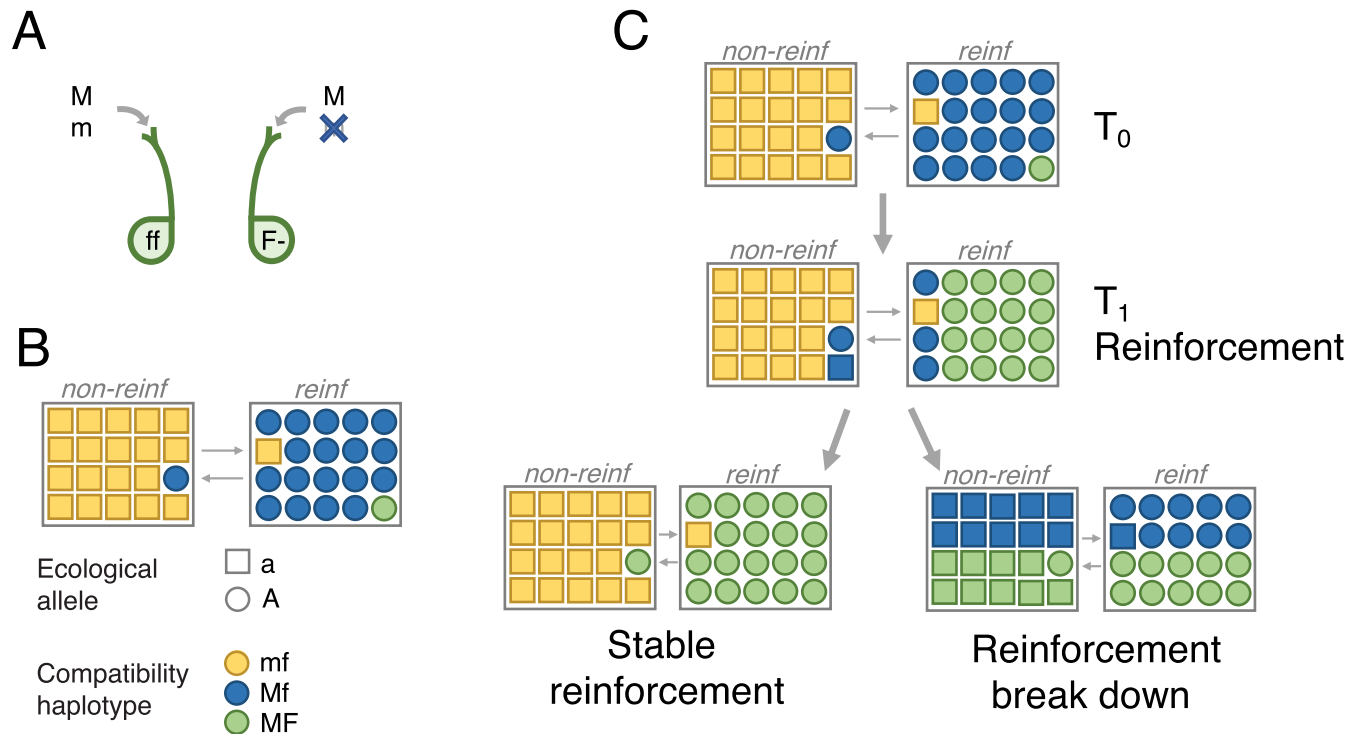 A
M
m
M
m
ff
F-
B
non-reinf
reinf
Ecological
allele
a
A
Compatibility
haplotype
mf
Mf
MF
C
non-reinf
reinf
T0
non-reinf
reinf
T1
Reinforcement
non-reinf
reinf
Stable
reinforcement
non-reinf
reinf
Reinforcement
break down